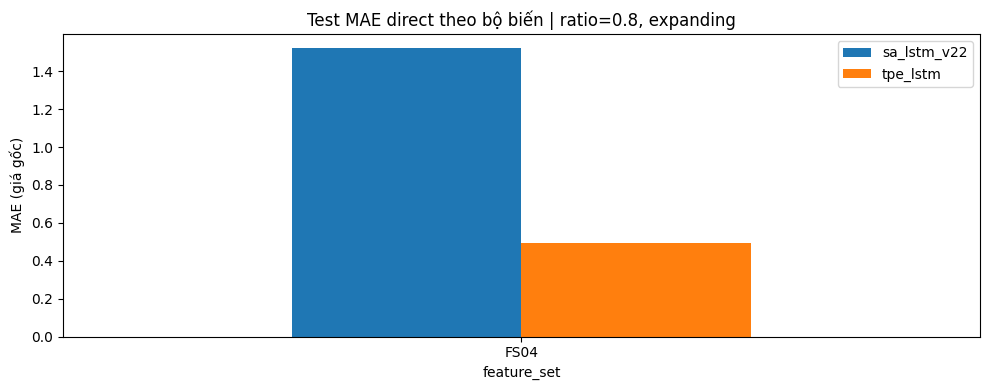 Test MAE direct theo bộ biến | ratio=0.8, expanding
sa_lstm_v22
tpe_lstm
MAE (giá gốc)
1.4
1.2
1.0
0.8
0.6
0.4
0.2
0.0
FS04
feature_set